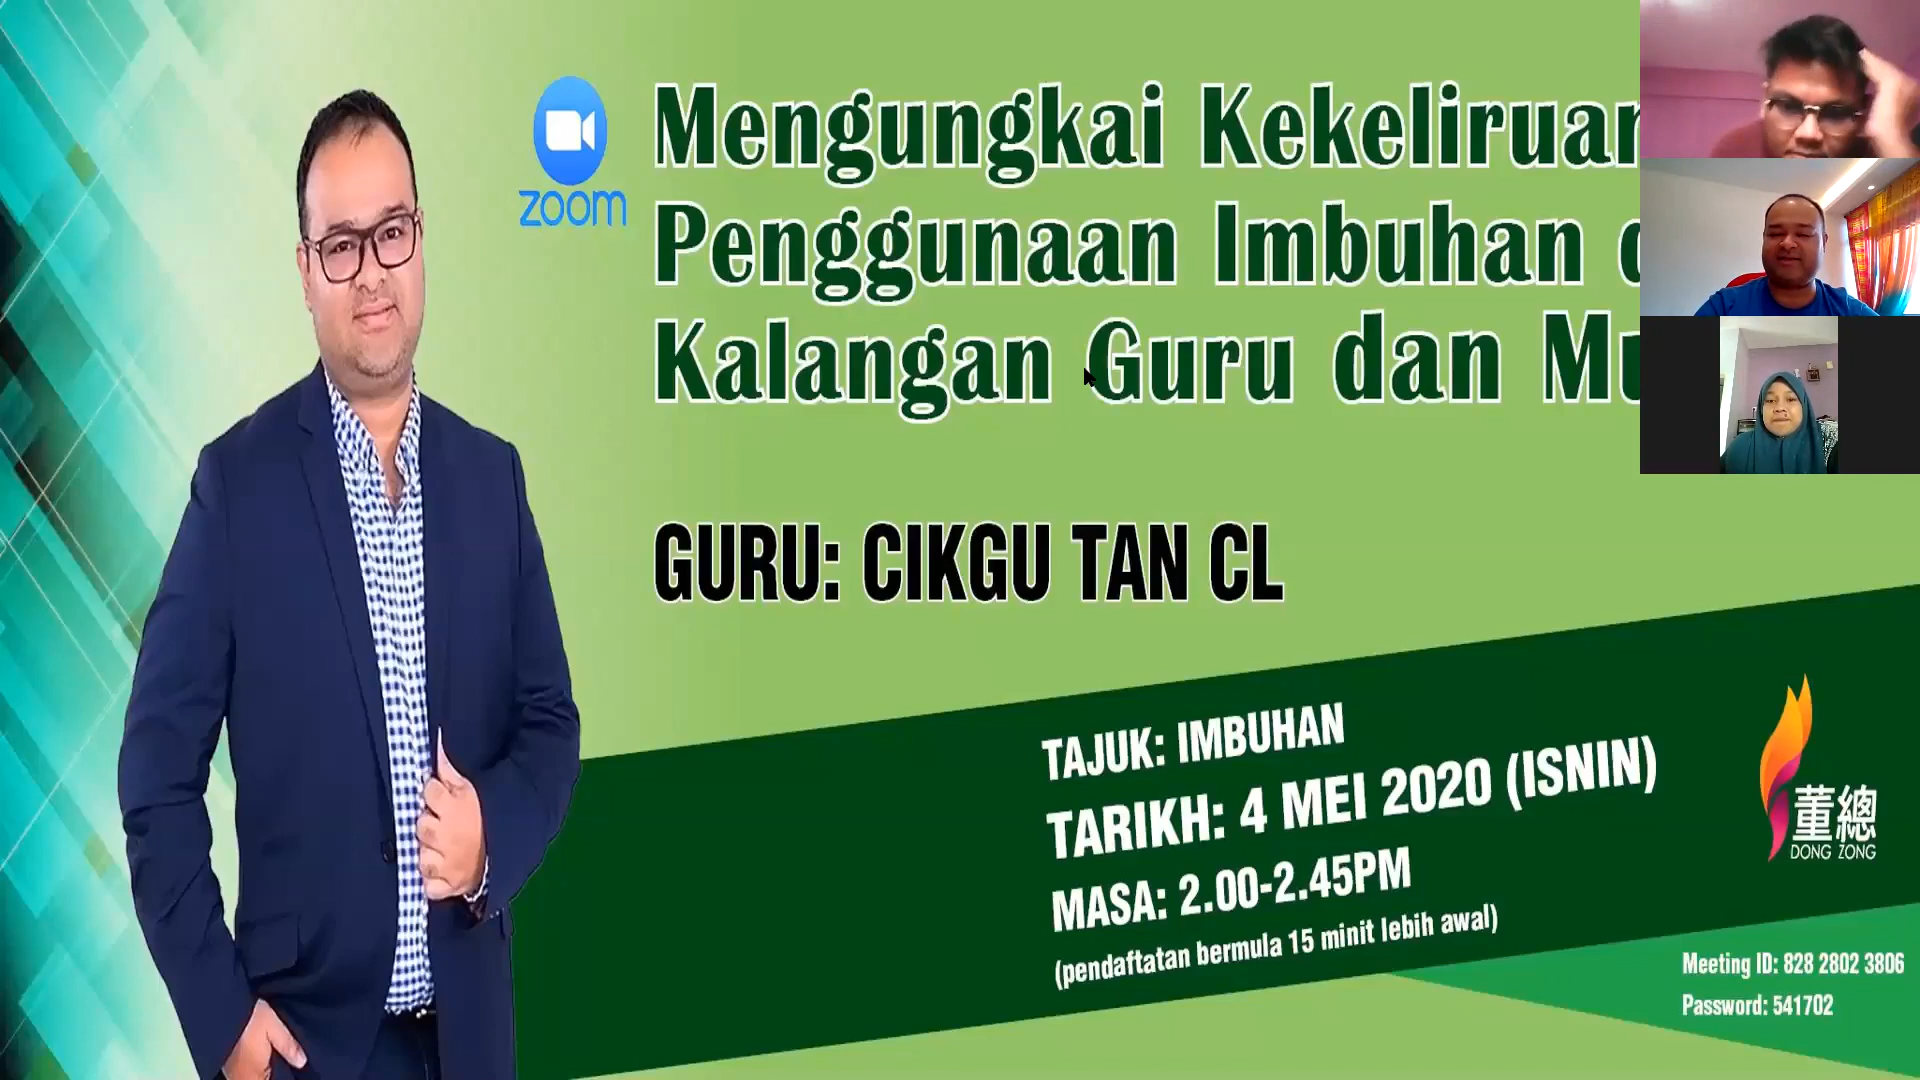 zoom
Mengungkai Kekeliruan
Penggunaan Imbuhan
Kalangan Guru dan
GURU: CIKGU TAN CL
TAJUK: IMBUHAN
TARIKH: 4 MEI 2020 (ISNIN)
MASA: 2.00-2.45PM
(pendaftatan bermula 15 minit lebih awal)
董總
DONG ZONG
Meeting ID: 828 2802 3806
Password: 541702